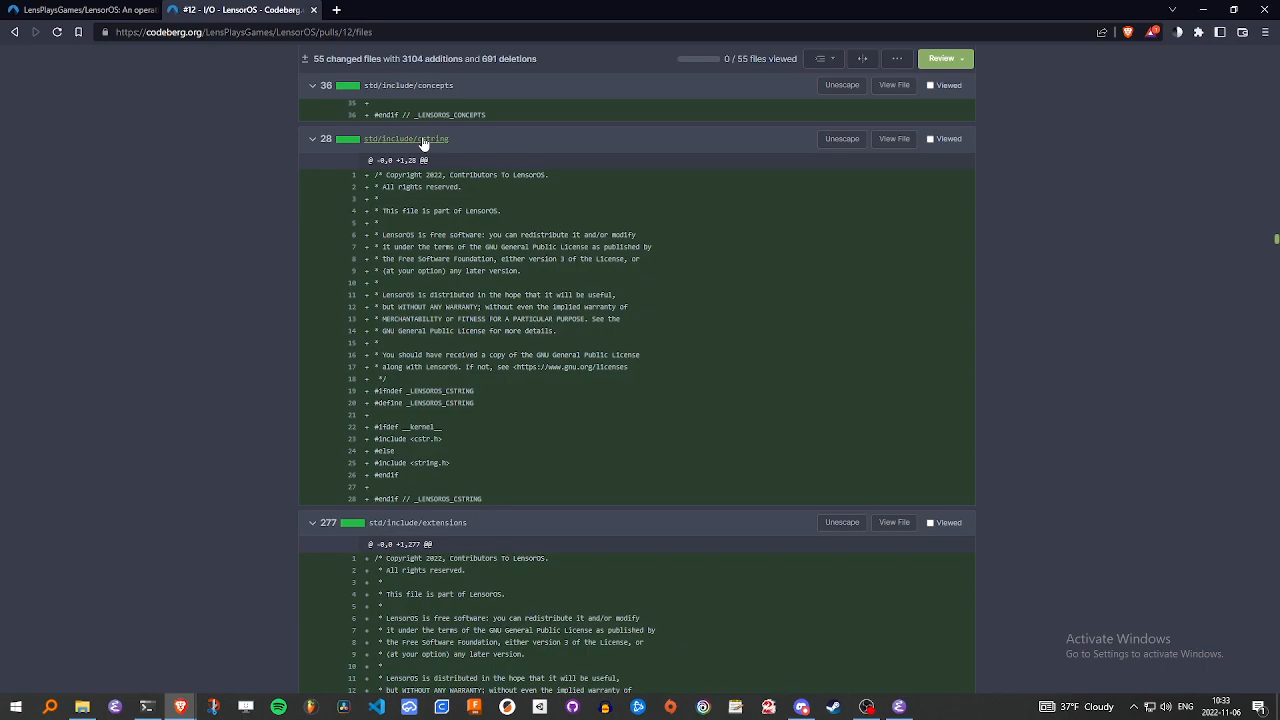 LensPlaysGames/LensorOS: An operat
#12 - I/O - LensorOS - Codeberg.
https://codeberg.org/LensPlaysGames/LensorOS/pulls/12/files
55 changed files with 3104 additions and 691 deletions
0 / 55 files viewed
Review
36 std/include/concepts
Unescape
View File
Viewed
35 +
36 + #endif // _LENSOROS_CONCEPTS
28 std/include/cstring
Unescape
View File
Viewed
@ -0,0 +1,28 @@
1 + /* Copyright 2022, Contributors To LensorOS.
2 + * All rights reserved.
3 + *
4 + * This file is part of LensorOS.
5 + *
6 + * LensorOS is free software: you can redistribute it and/or modify
7 + * it under the terms of the GNU General Public License as published by
8 + * the Free Software Foundation, either version 3 of the License, or
9 + * (at your option) any later version.
10 + *
11 + * LensorOS is distributed in the hope that it will be useful,
12 + * but WITHOUT ANY WARRANTY; without even the implied warranty of
13 + * MERCHANTABILITY or FITNESS FOR A PARTICULAR PURPOSE. See the
14 + * GNU General Public License for more details.
15 + *
16 + * You should have received a copy of the GNU General Public License
17 + * along with LensorOS. If not, see <https://www.gnu.org/licenses
18 + */
19 + #ifndef _LENSOROS_CSTRING
20 + #define _LENSOROS_CSTRING
21 +
22 + #ifdef __kernel__
23 + #include <cstr.h>
24 + #else
25 + #include <string.h>
26 + #endif
27 +
28 + #endif // _LENSOROS_CSTRING
277 std/include/extensions
Unescape
View File
Viewed
@ -0,0 +1,277 @@
1 + /* Copyright 2022, Contributors To LensorOS.
2 + * All rights reserved.
3 + *
4 + * This file is part of LensorOS.
5 + *
6 + * LensorOS is free software: you can redistribute it and/or modify
7 + * it under the terms of the GNU General Public License as published by
8 + * the Free Software Foundation, either version 3 of the License, or
9 + * (at your option) any later version.
10 + *
11 + * LensorOS is distributed in the hope that it will be useful,
12 + * but WITHOUT ANY WARRANTY; without even the implied warranty of
Activate Windows
Go to Settings to activate Windows.
37°F Cloudy
ENG
10:33
2022-11-06